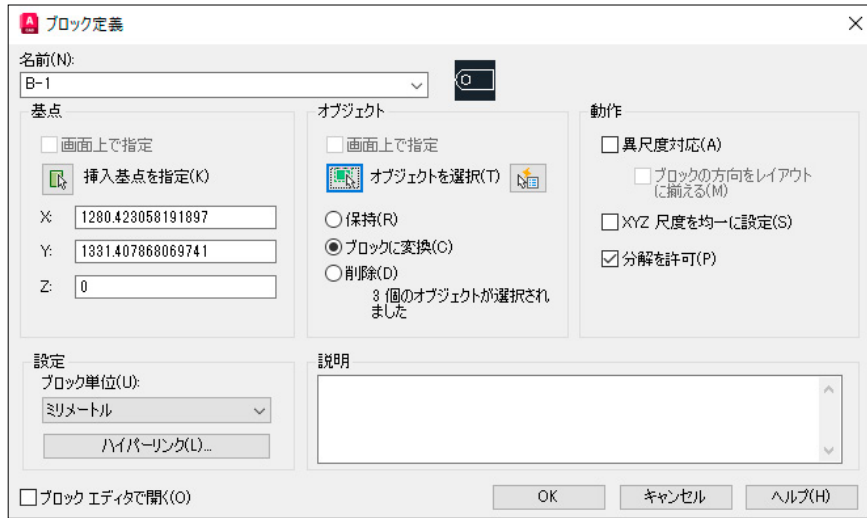 ブロック定義
名前(N):
B-1
基点
画面上で指定
挿入基点を指定(K)
X: 1280.423058191897
Y: 1331.407868069741
Z: 0
オブジェクト
画面上で指定
オブジェクトを選択(T)
保持(R)
ブロックに変換(C)
削除(D)
3 個のオブジェクトが選択され
ました
動作
異尺度対応(A)
ブロックの方向をレイアウト
に揃える(M)
XYZ 尺度を均一に設定(S)
分解を許可(P)
設定
ブロック単位(U):
ミリメートル
ハイパーリンク(L)...
説明
ブロック エディタで開く(O)
OK
キャンセル
ヘルプ(H)